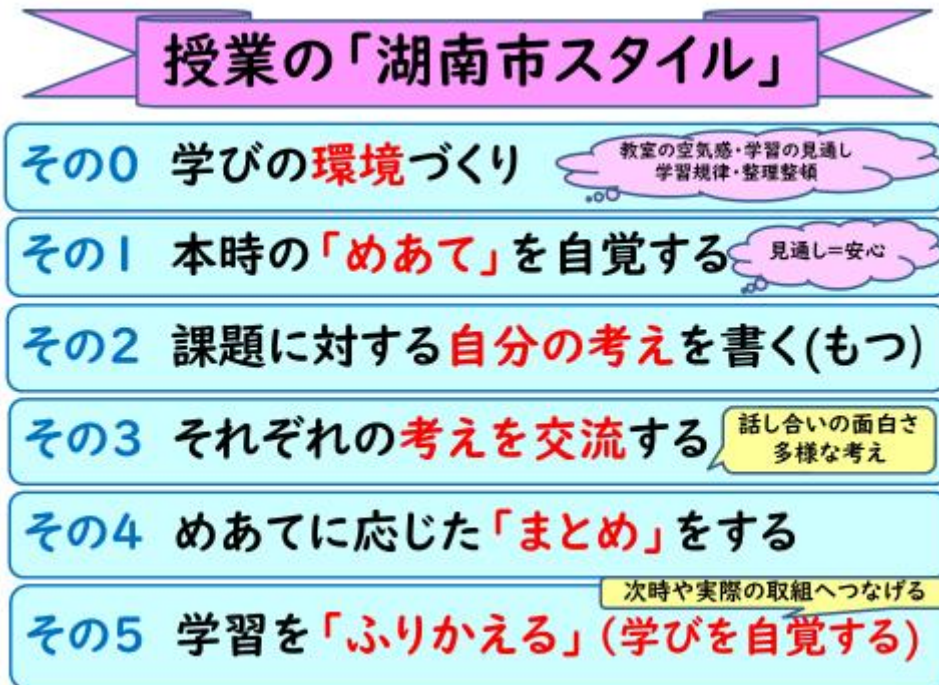 授業の「湖南市スタイル」
その0 学びの環境づくり
教室の空気感・学習の見通し
学習規律・整理整頓
その1 本時の「めあて」を自覚する
見通し=安心
その2 課題に対する自分の考えを書く(もつ)
その3 それぞれの考えを交流する
話し合いの面白さ
多様な考え
その4 めあてに応じた「まとめ」をする
次時や実際の取組へつなげる
その5 学習を「ふりかえる」(学びを自覚する)